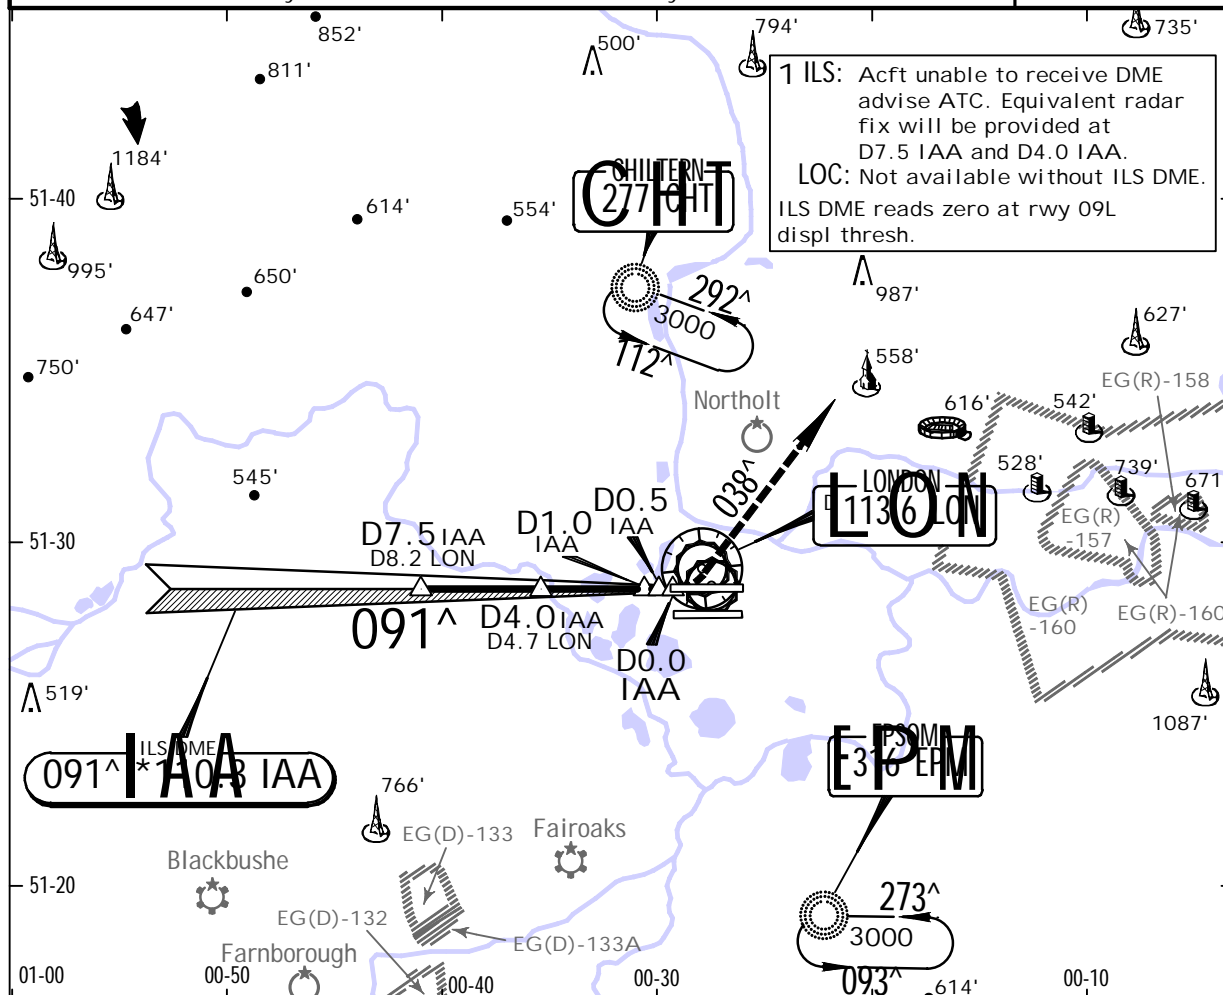 852'
811'
500'
794'
735'
1 ILS: Acft unable to receive DME
advise ATC. Equivalent radar
fix will be provided at
D7.5 IAA and D4.0 IAA.
LOC: Not available without ILS DME.
ILS DME reads zero at rwy 09L
displ thresh.
1184'
51-40
614'
554'
CHILTERN
277 CHT
CHT
995'
650'
647'
292^
3000
112^
987'
627'
750'
558'
EG(R)-158
Northolt
616'
542'
545'
038^
528'
739'
671'
LONDON
D 113.6 LON
LON
EG(R)
-157
51-30
D7.5 IAA
D8.2 LON
D1.0
IAA
D0.5
IAA
091^
D4.0 IAA
D4.7 LON
D0.0
IAA
EG(R)
-160
EG(R)-160
519'
1087'
ILS DME
091^ *110.3 IAA
IAA
EPSOM
316 EPM
EPM
766'
EG(D)-133
Fairoaks
Blackbushe
51-20
EG(D)-132
EG(D)-133A
273^
3000
093^
Farnborough
614'
01-00
00-50
00-40
00-30
00-10